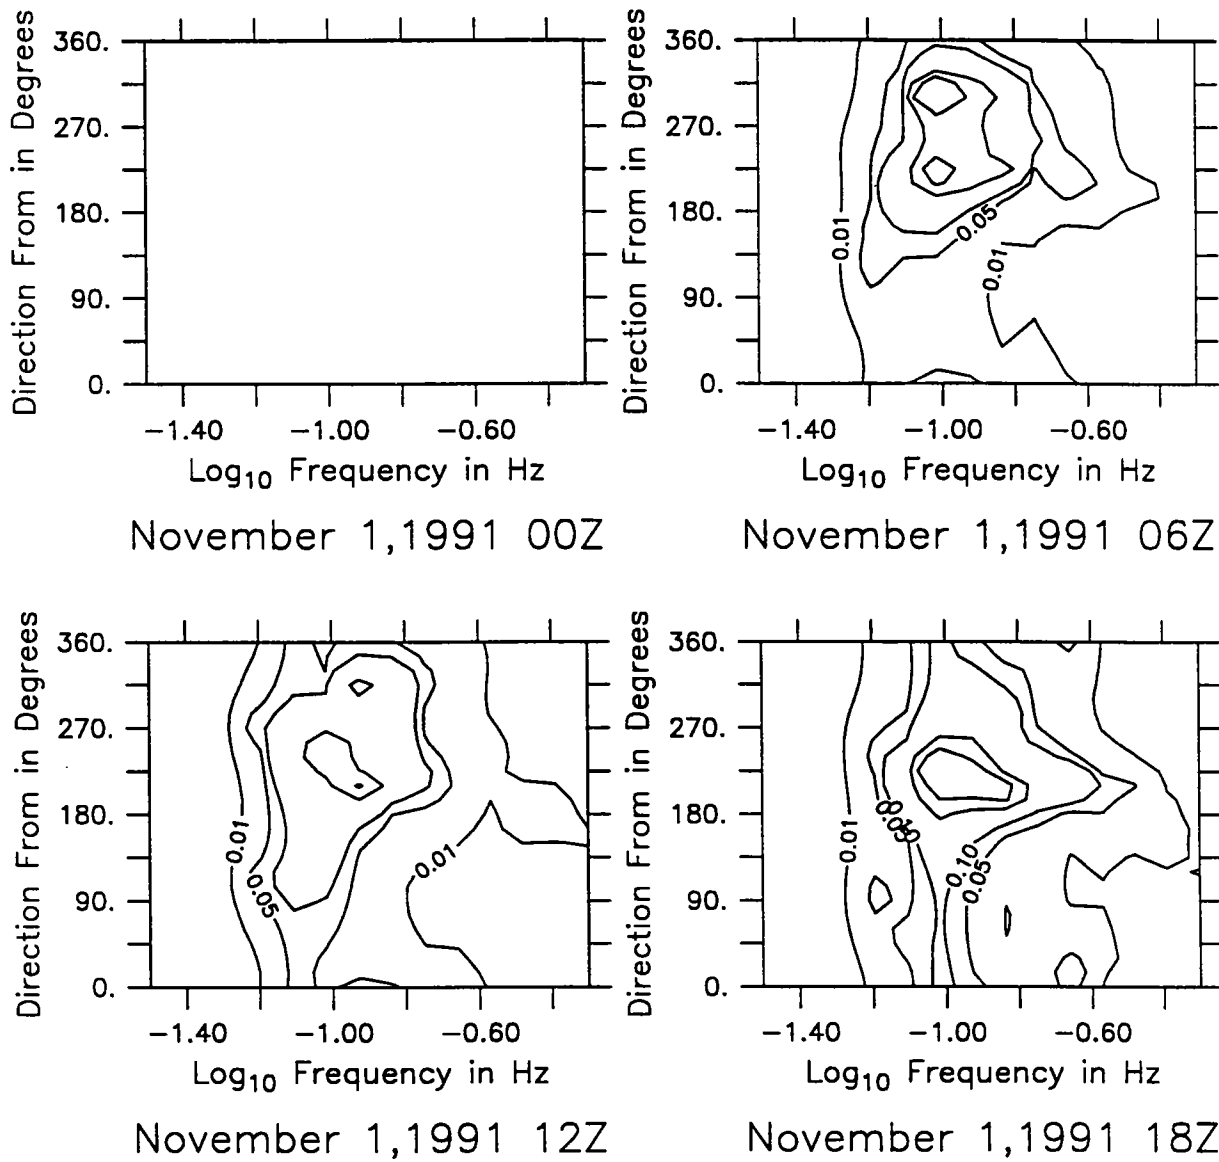 Direction From in Degrees
360.
270.
180.
90.
0.
−1.40 −1.00 −0.60
Log10 Frequency in Hz
November 1,1991 00Z
Direction From in Degrees
360.
270.
180.
90.
0.
0.01
0.05
0.01
−1.40 −1.00 −0.60
Log10 Frequency in Hz
November 1,1991 06Z
Direction From in Degrees
360.
270.
180.
90.
0.
0.01
0.05
0.01
−1.40 −1.00 −0.60
Log10 Frequency in Hz
November 1,1991 12Z
Direction From in Degrees
360.
270.
180.
90.
0.
0.01
0.10
0.05
0.10
0.05
−1.40 −1.00 −0.60
Log10 Frequency in Hz
November 1,1991 18Z